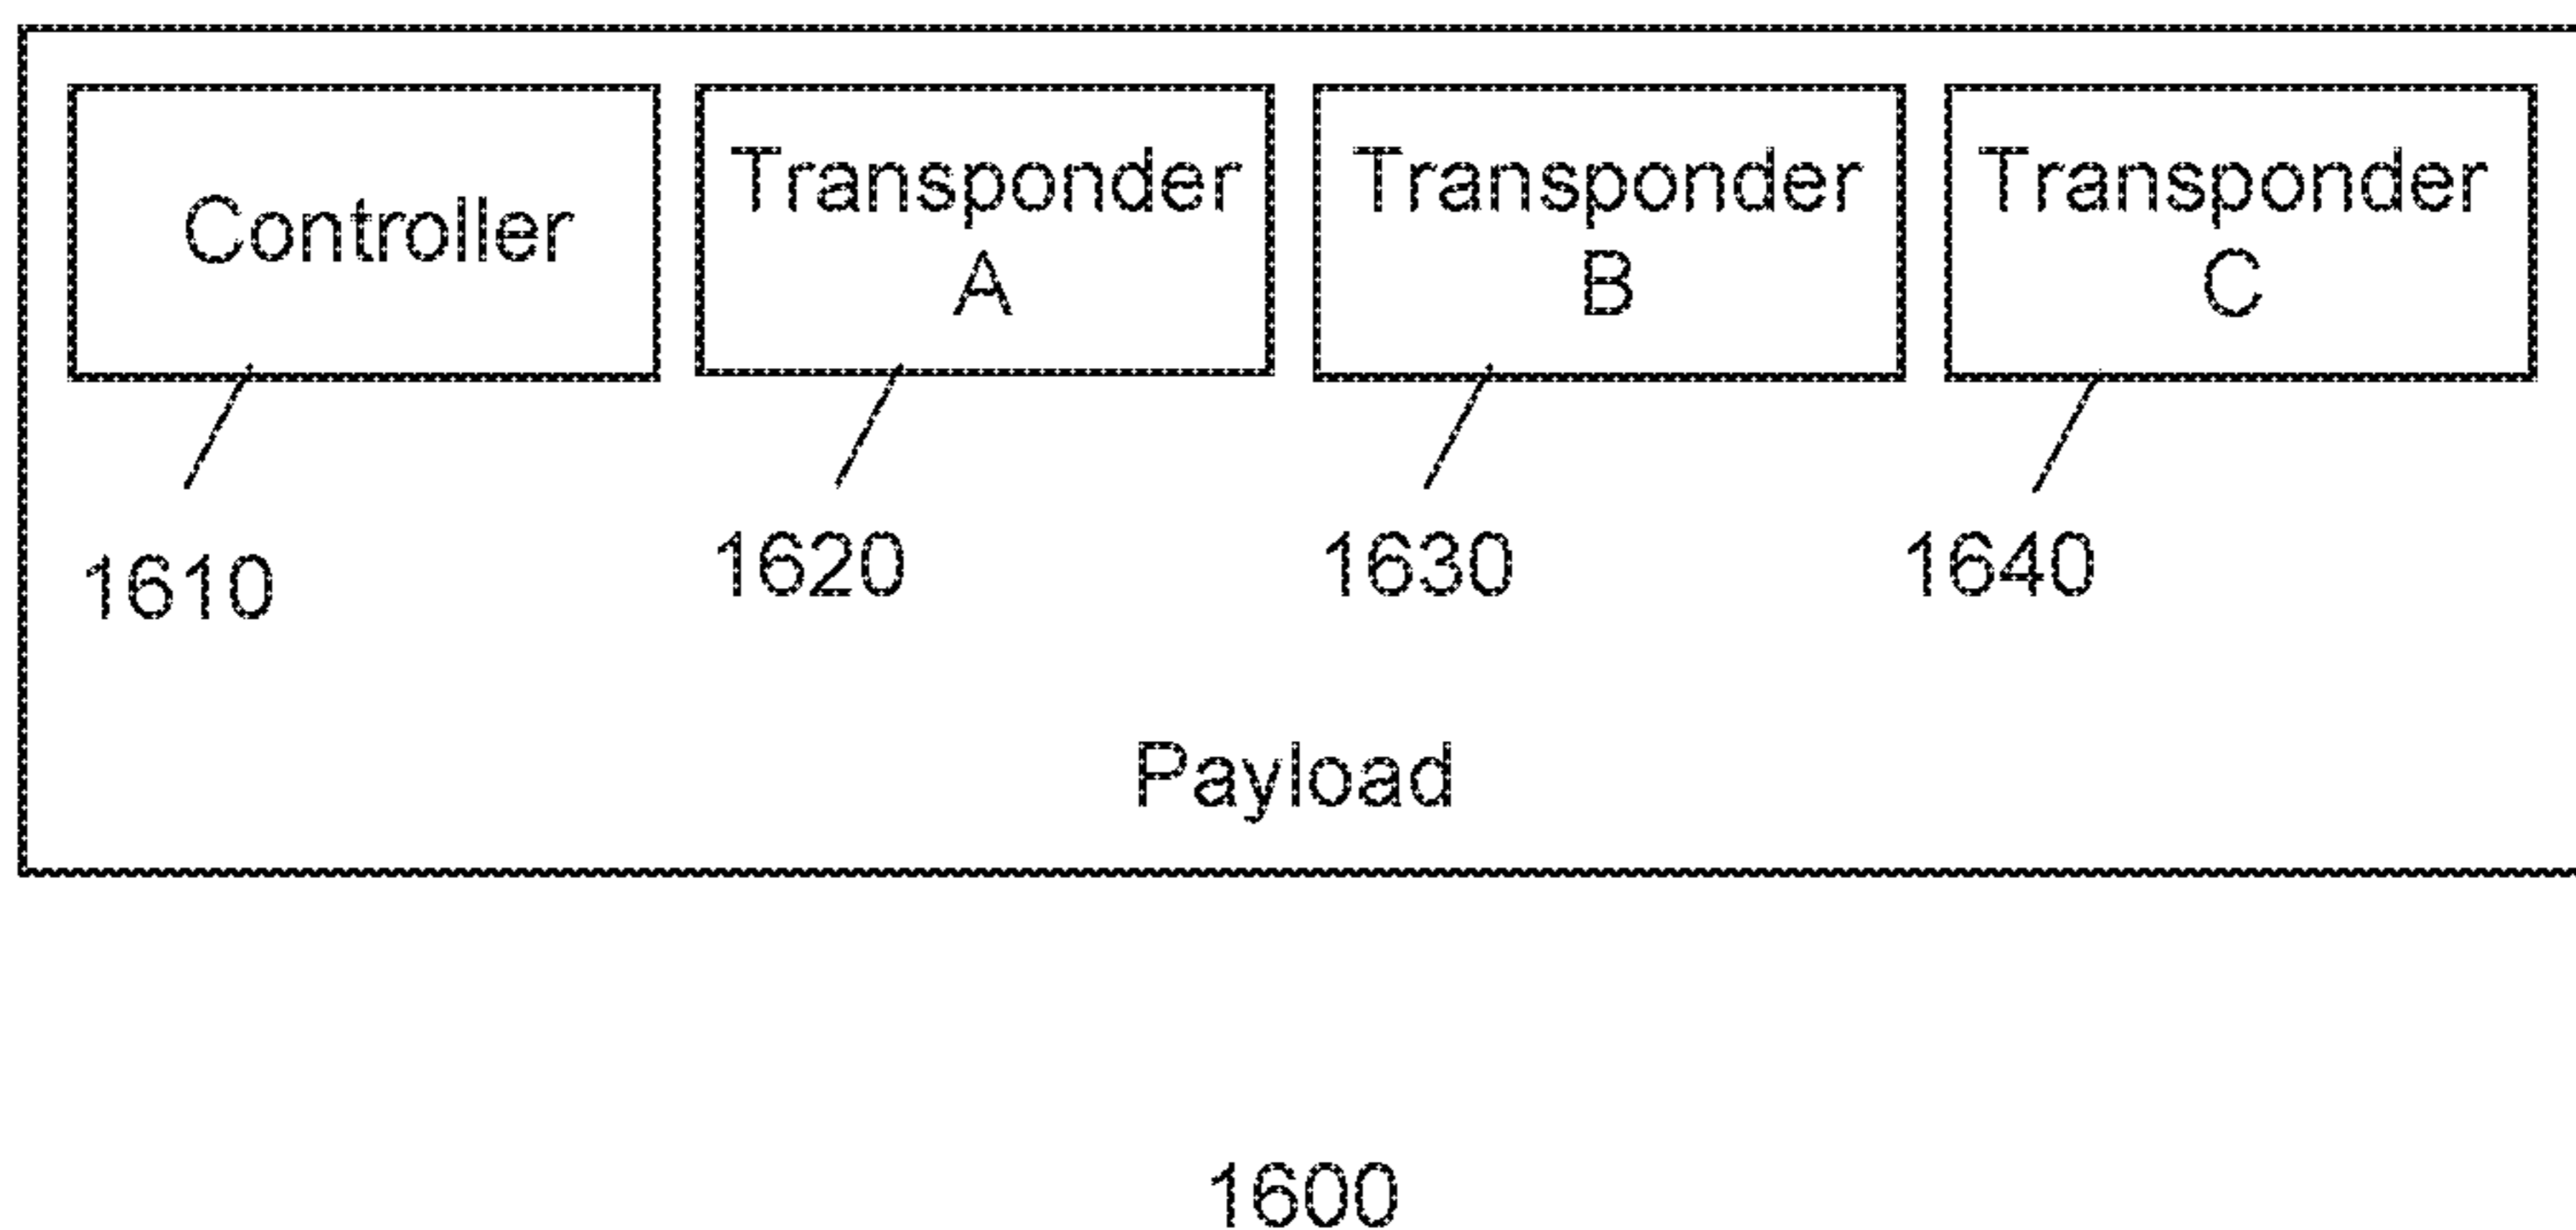 Controller
Transponder
A
Transponder
B
Transponder
C
1610
1620
1630
1640
Payload
1600